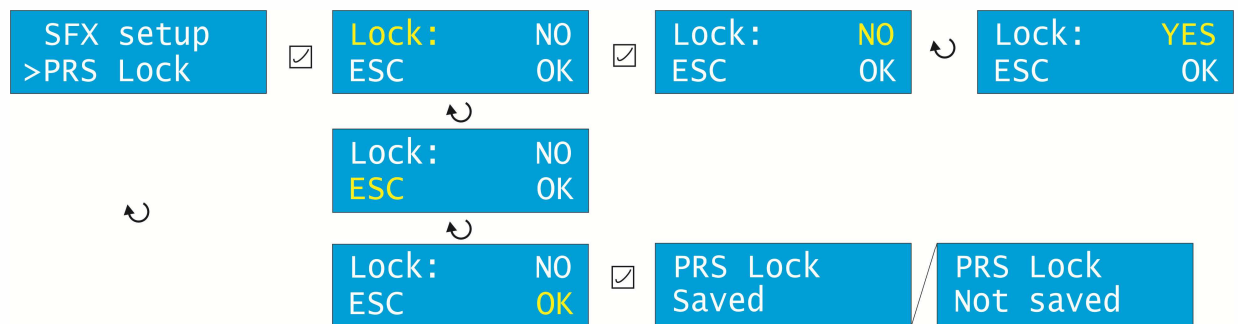 SFX setup
>PRS Lock
Lock: NO
ESC OK
Lock: NO
ESC OK
Lock: YES
ESC OK
Lock: NO
ESC OK
Lock: NO
ESC OK
PRS Lock
Saved
PRS Lock
Not saved